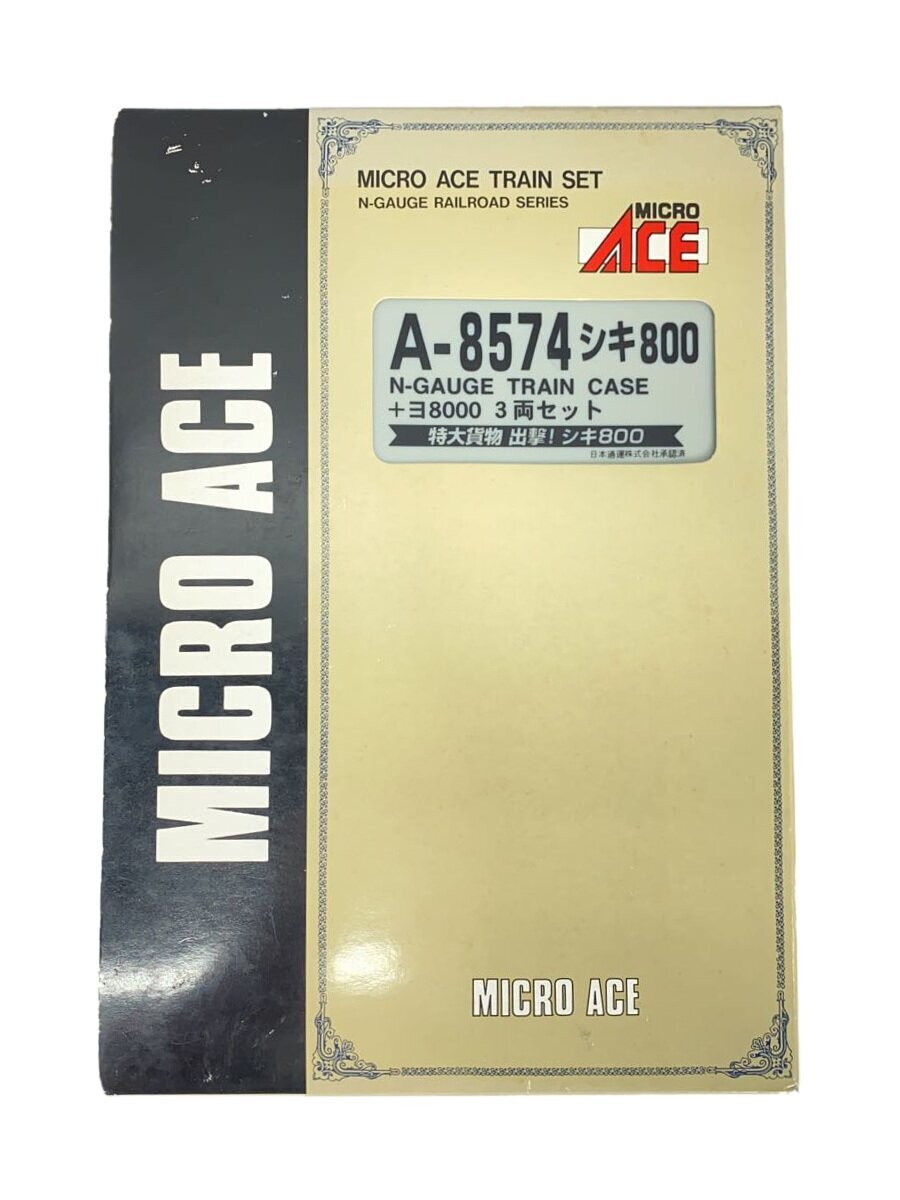 MICRO ACE
MICRO ACE TRAIN SET
N-GAUGE RAILROAD SERIES
MICRO
ACE
A-8574 シキ800
N-GAUGE TRAIN CASE
+ヨ8000 3両セット
特大貨物 出撃! シキ800
日本通運株式会社承認済
MICRO ACE